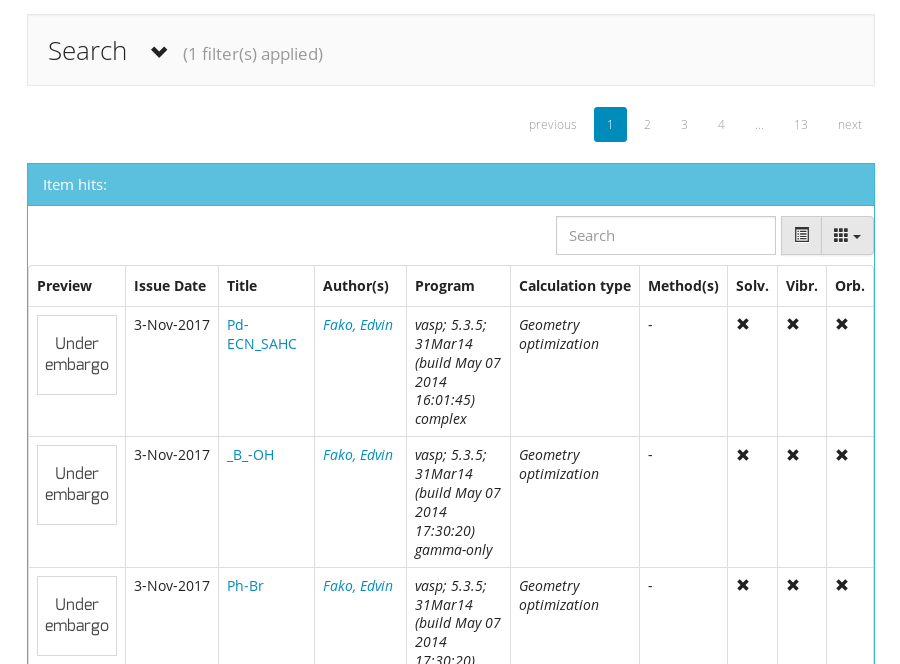 Search (1 filter(s) applied)
previous 1 2 3 4 ... 13 next
Item hits:
Search
Preview Issue Date Title Author(s) Program Calculation type Method(s) Solv. Vibr. Orb.
Under embargo 3-Nov-2017 Pd-ECN_SAHC Fako, Edvin vasp; 5.3.5; 31Mar14 (build May 07 2014 16:01:45) complex Geometry optimization -
Under embargo 3-Nov-2017 _B_-OH Fako, Edvin vasp; 5.3.5; 31Mar14 (build May 07 2014 17:30:20) gamma-only Geometry optimization -
Under embargo 3-Nov-2017 Ph-Br Fako, Edvin vasp; 5.3.5; 31Mar14 (build May 07 2014 17:30:20) Geometry optimization -